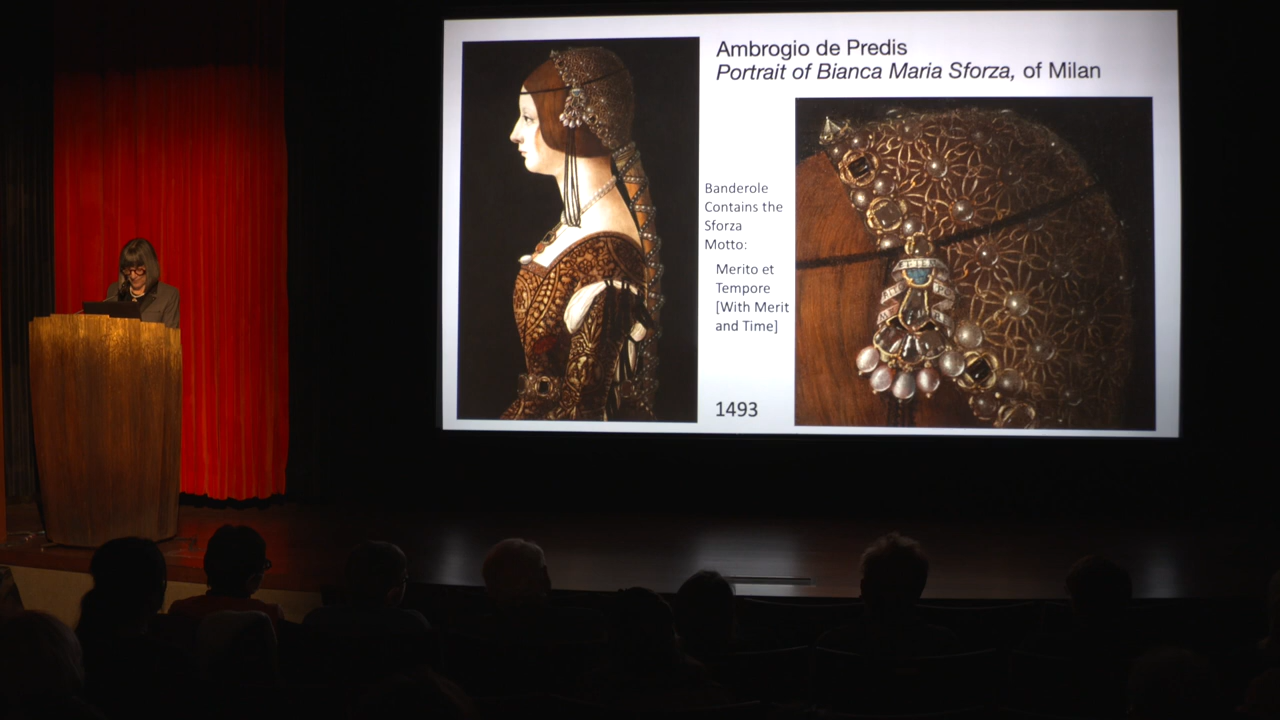 Ambrogio de Predis
Portrait of Bianca Maria Sforza, of Milan
Banderole
Contains the
Sforza
Motto:
Merito et
Tempore
[With Merit
and Time]
1493